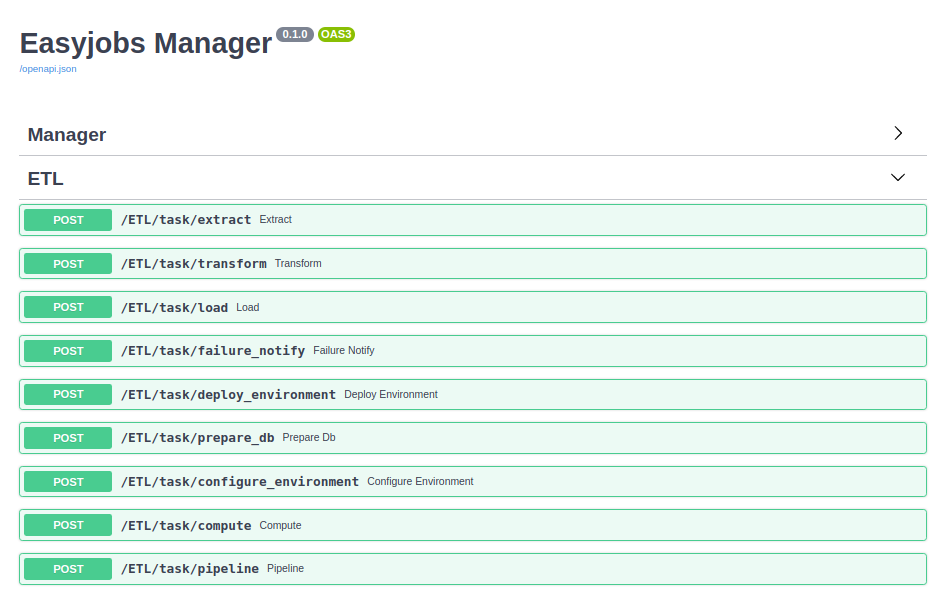 Easyjobs Manager 0.1.0 OAS3
/openapi.json
Manager
ETL
POST /ETL/task/extract Extract
POST /ETL/task/transform Transform
POST /ETL/task/load Load
POST /ETL/task/failure_notify Failure Notify
POST /ETL/task/deploy_environment Deploy Environment
POST /ETL/task/prepare_db Prepare Db
POST /ETL/task/configure_environment Configure Environment
POST /ETL/task/compute Compute
POST /ETL/task/pipeline Pipeline